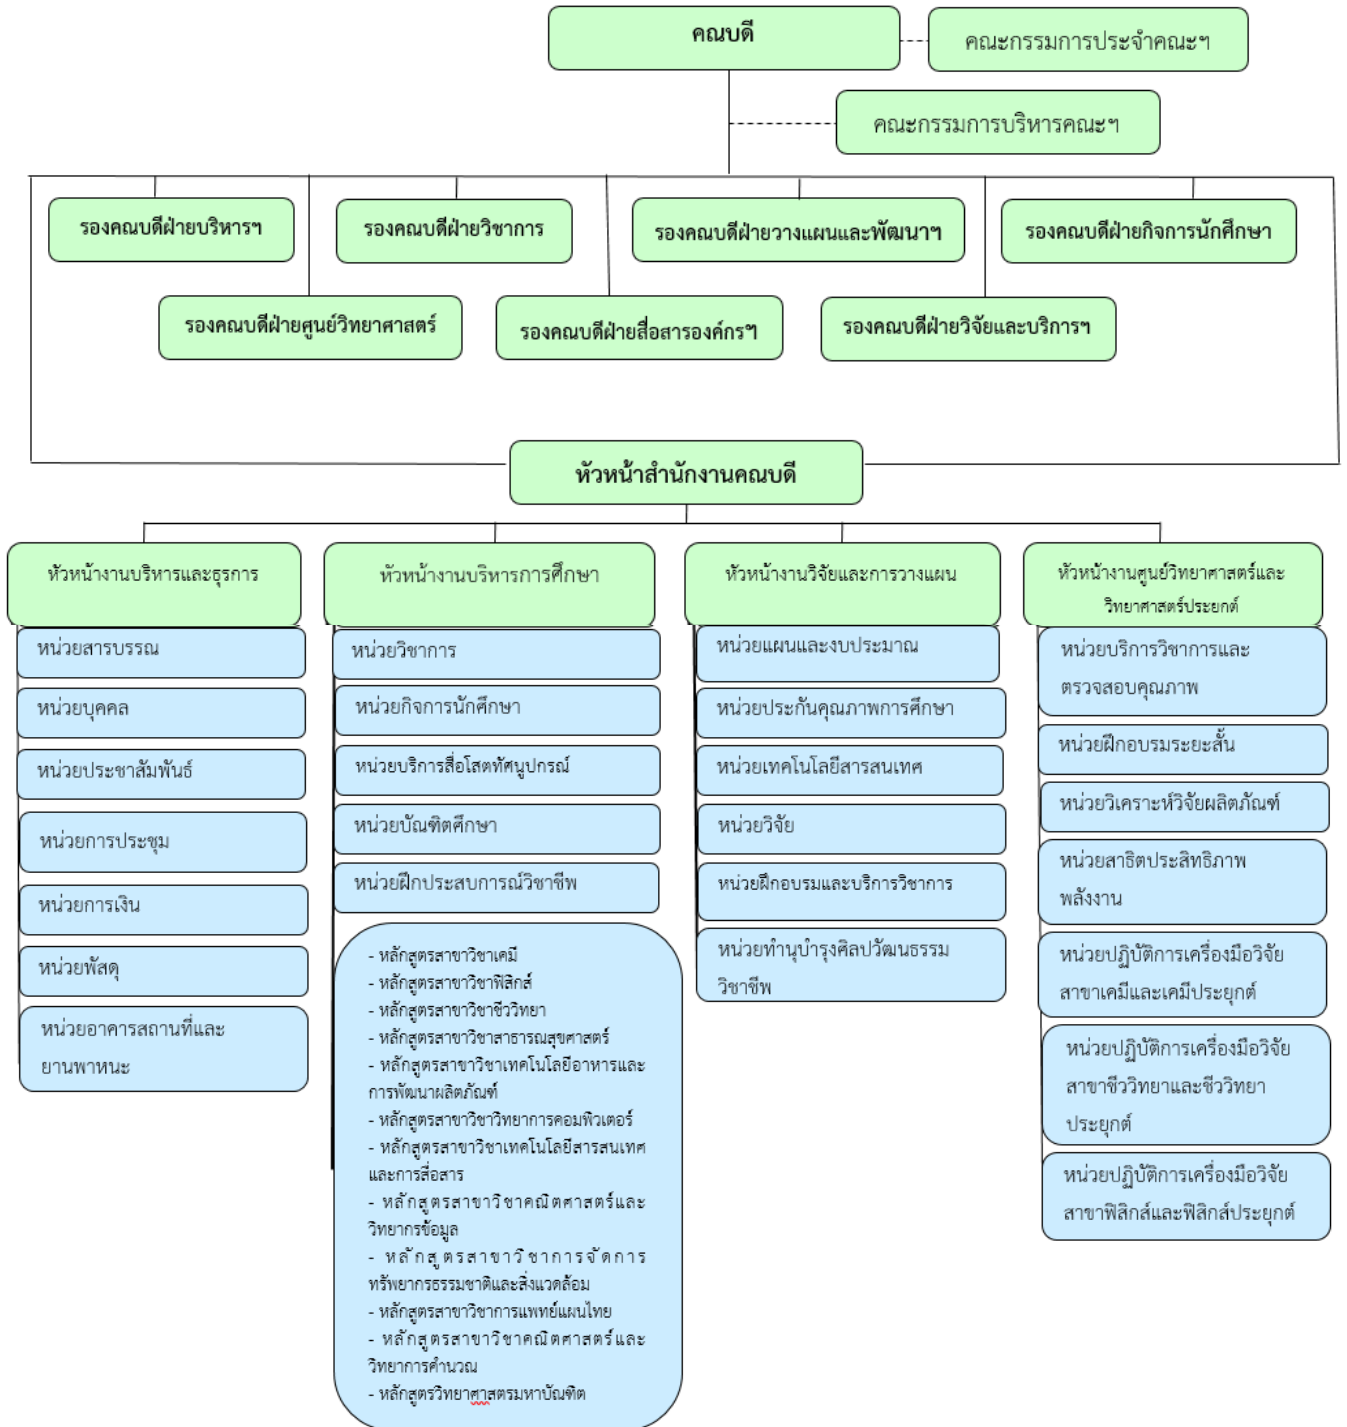 คณบดี
คณะกรรมการประจำคณะฯ
คณะกรรมการบริหารคณะฯ
รองคณบดีฝ่ายบริหารฯ
รองคณบดีฝ่ายวิชาการ
รองคณบดีฝ่ายวางแผนและพัฒนาฯ
รองคณบดีฝ่ายกิจการนักศึกษา
รองคณบดีฝ่ายศูนย์วิทยาศาสตร์
รองคณบดีฝ่ายสื่อสารองค์กรฯ
รองคณบดีฝ่ายวิจัยและบริการฯ
หัวหน้าสำนักงานคณบดี
หัวหน้างานบริหารและธุรการ
หน่วยสารบรรณ
หน่วยบุคคล
หน่วยประชาสัมพันธ์
หน่วยการประชุม
หน่วยการเงิน
หน่วยพัสดุ
หน่วยอาคารสถานที่และ
ยานพาหนะ
หัวหน้างานบริหารการศึกษา
หน่วยวิชาการ
หน่วยกิจการนักศึกษา
หน่วยบริการสื่อโสตทัศนูปกรณ์
หน่วยบัณฑิตศึกษา
หน่วยฝึกประสบการณ์วิชาชีพ
- หลักสูตรสาขาวิชาเคมี
- หลักสูตรสาขาวิชาฟิสิกส์
- หลักสูตรสาขาวิชาชีววิทยา
- หลักสูตรสาขาวิชาสาธารณสุขศาสตร์
- หลักสูตรสาขาวิชาเทคโนโลยีอาหารและ
การพัฒนาผลิตภัณฑ์
- หลักสูตรสาขาวิชาวิทยาการคอมพิวเตอร์
- หลักสูตรสาขาวิชาเทคโนโลยีสารสนเทศ
และการสื่อสาร
- หลักสูตรสาขาวิชาคณิตศาสตร์และ
วิทยากรข้อมูล
- หลักสูตรสาขาวิชาการจัดการ
ทรัพยากรธรรมชาติและสิ่งแวดล้อม
- หลักสูตรสาขาวิชาการแพทย์แผนไทย
- หลักสูตรสาขาวิชาคณิตศาสตร์และ
วิทยาการคำนวณ
- หลักสูตรวิทยาศาสตรมหาบัณฑิต
หัวหน้างานวิจัยและการวางแผน
หน่วยแผนและงบประมาณ
หน่วยประกันคุณภาพการศึกษา
หน่วยเทคโนโลยีสารสนเทศ
หน่วยวิจัย
หน่วยฝึกอบรมและบริการวิชาการ
หน่วยทำนุบำรุงศิลปวัฒนธรรม
วิชาชีพ
หัวหน้างานศูนย์วิทยาศาสตร์และ
วิทยาศาสตร์ประยกต์
หน่วยบริการวิชาการและ
ตรวจสอบคุณภาพ
หน่วยฝึกอบรมระยะสั้น
หน่วยวิเคราะห์วิจัยผลิตภัณฑ์
หน่วยสาธิตประสิทธิภาพ
พลังงาน
หน่วยปฏิบัติการเครื่องมือวิจัย
สาขาเคมีและเคมีประยุกต์
หน่วยปฏิบัติการเครื่องมือวิจัย
สาขาชีววิทยาและชีววิทยา
ประยุกต์
หน่วยปฏิบัติการเครื่องมือวิจัย
สาขาฟิสิกส์และฟิสิกส์ประยุกต์